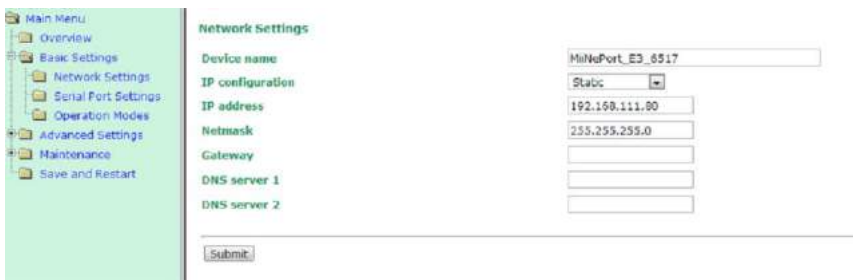 Main Menu
Overview
Basic Settings
Network Settings
Serial Port Settings
Operation Modes
Advanced Settings
Maintenance
Save and Restart
Network Settings
Device name MiiNePort_E3_6517
IP configuration Static
IP address 192.168.111.80
Netmask 255.255.255.0
Gateway
DNS server 1
DNS server 2
Submit